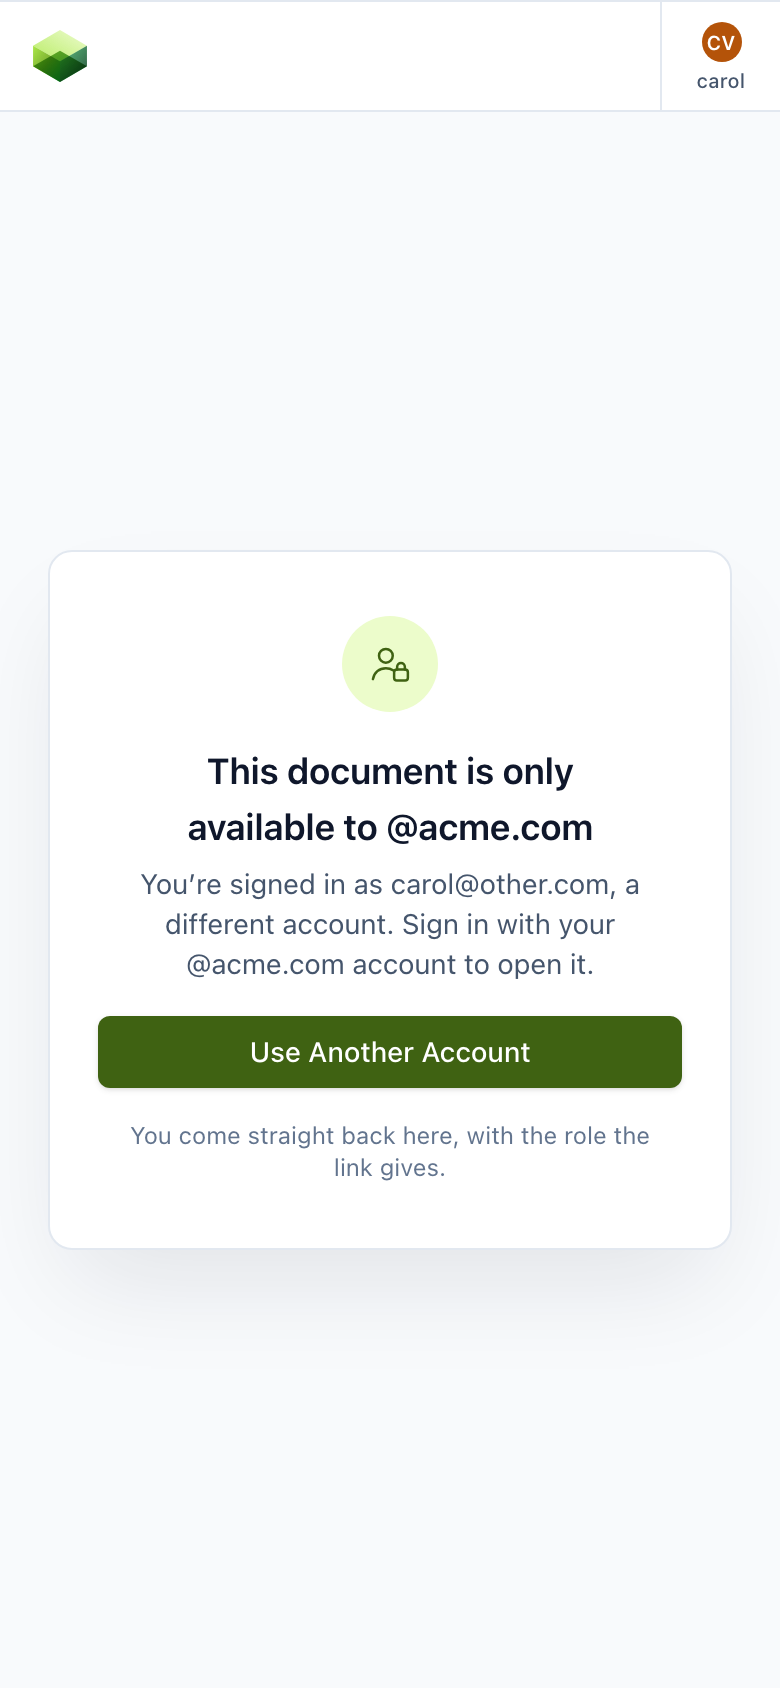 CV
carol
This document is only
available to @acme.com
You’re signed in as carol@other.com, a
different account. Sign in with your
@acme.com account to open it.
Use Another Account
You come straight back here, with the role the
link gives.